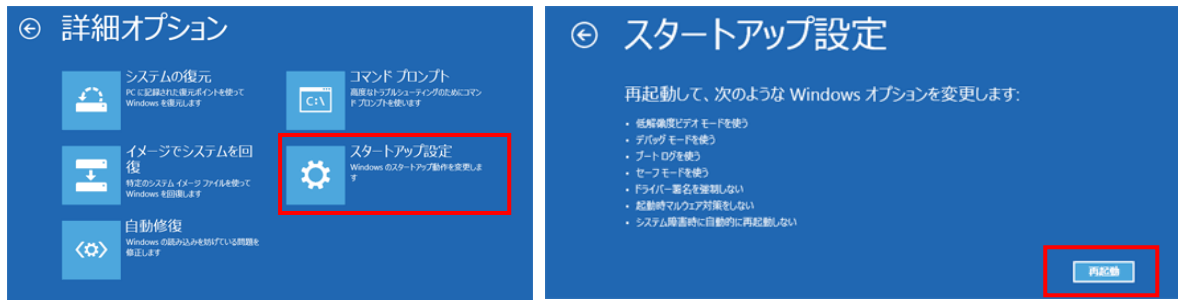 詳細オプション
システムの復元
PC に記録された復元ポイントを使って
Windows を復元します
コマンド プロンプト
高度なトラブルシューティングのためにコマン
ド プロンプトを使います
C:\
イメージでシステムを回
復
特定のシステム イメージ ファイルを使って
Windows を回復します
スタートアップ設定
Windows のスタートアップ動作を変更しま
す
自動修復
Windows の読み込みを妨げている問題を
修正します
スタートアップ設定
再起動して、次のような Windows オプションを変更します:
• 低解像度ビデオ モードを使う
• デバッグ モードを使う
• ブート ログを使う
• セーフ モードを使う
• ドライバー署名を強制しない
• 起動時マルウェア対策をしない
• システム障害時に自動的に再起動しない
再起動